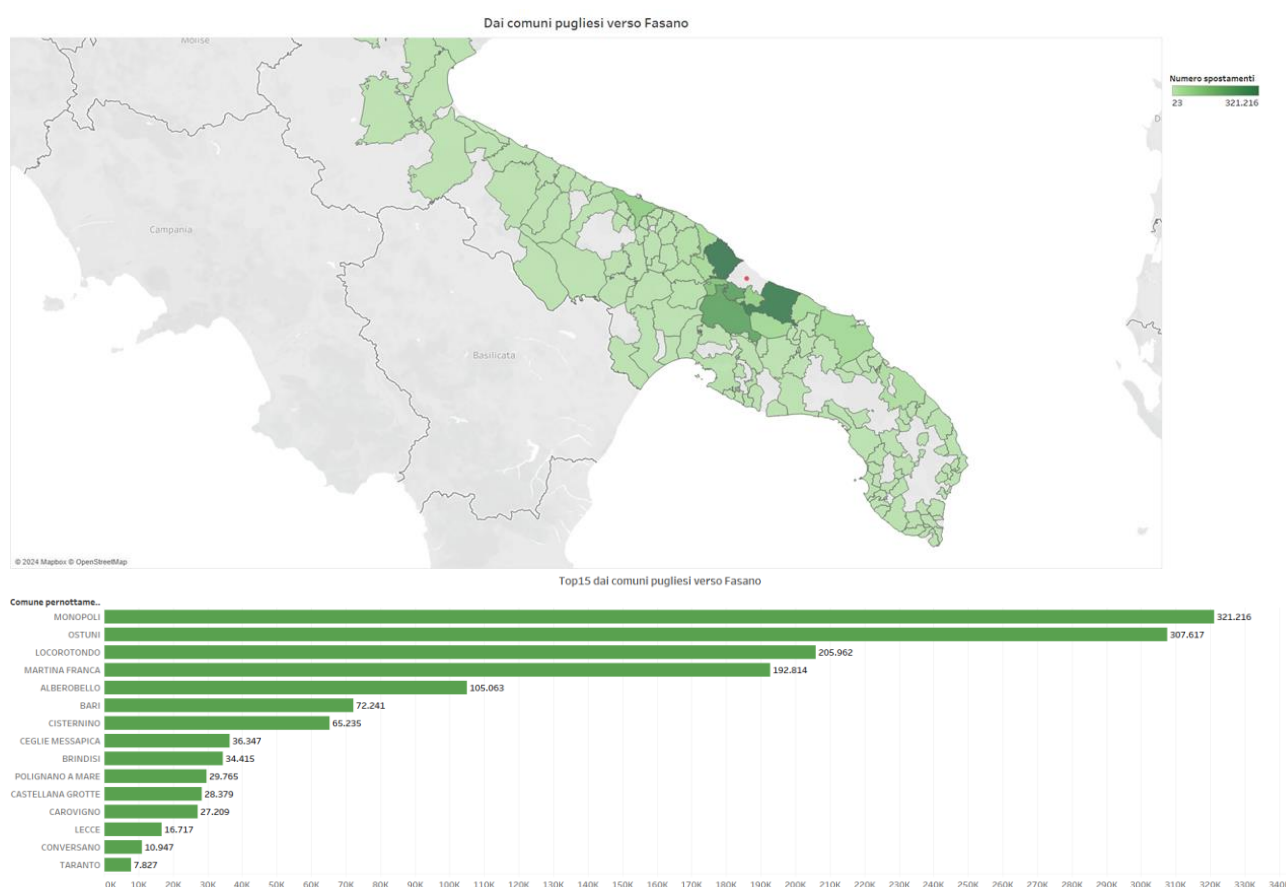 Dai comuni pugliesi verso Fasano
Molise
Campania
Basilicata
Numero spostamenti
23 321.216
© 2024 Mapbox © OpenStreetMap
Top15 dai comuni pugliesi verso Fasano
Comune pernottame..
MONOPOLI 321.216
OSTUNI 307.617
LOCOROTONDO 205.962
MARTINA FRANCA 192.814
ALBEROBELLO 105.063
BARI 72.241
CISTERNINO 65.235
CEGLIE MESSAPICA 36.347
BRINDISI 34.415
POLIGNANO A MARE 29.765
CASTELLANA GROTTE 28.379
CAROVIGNO 27.209
LECCE 16.717
CONVERSANO 10.947
TARANTO 7.827
0K 10K 20K 30K 40K 50K 60K 70K 80K 90K 100K 110K 120K 130K 140K 150K 160K 170K 180K 190K 200K 210K 220K 230K 240K 250K 260K 270K 280K 290K 300K 310K 320K 330K